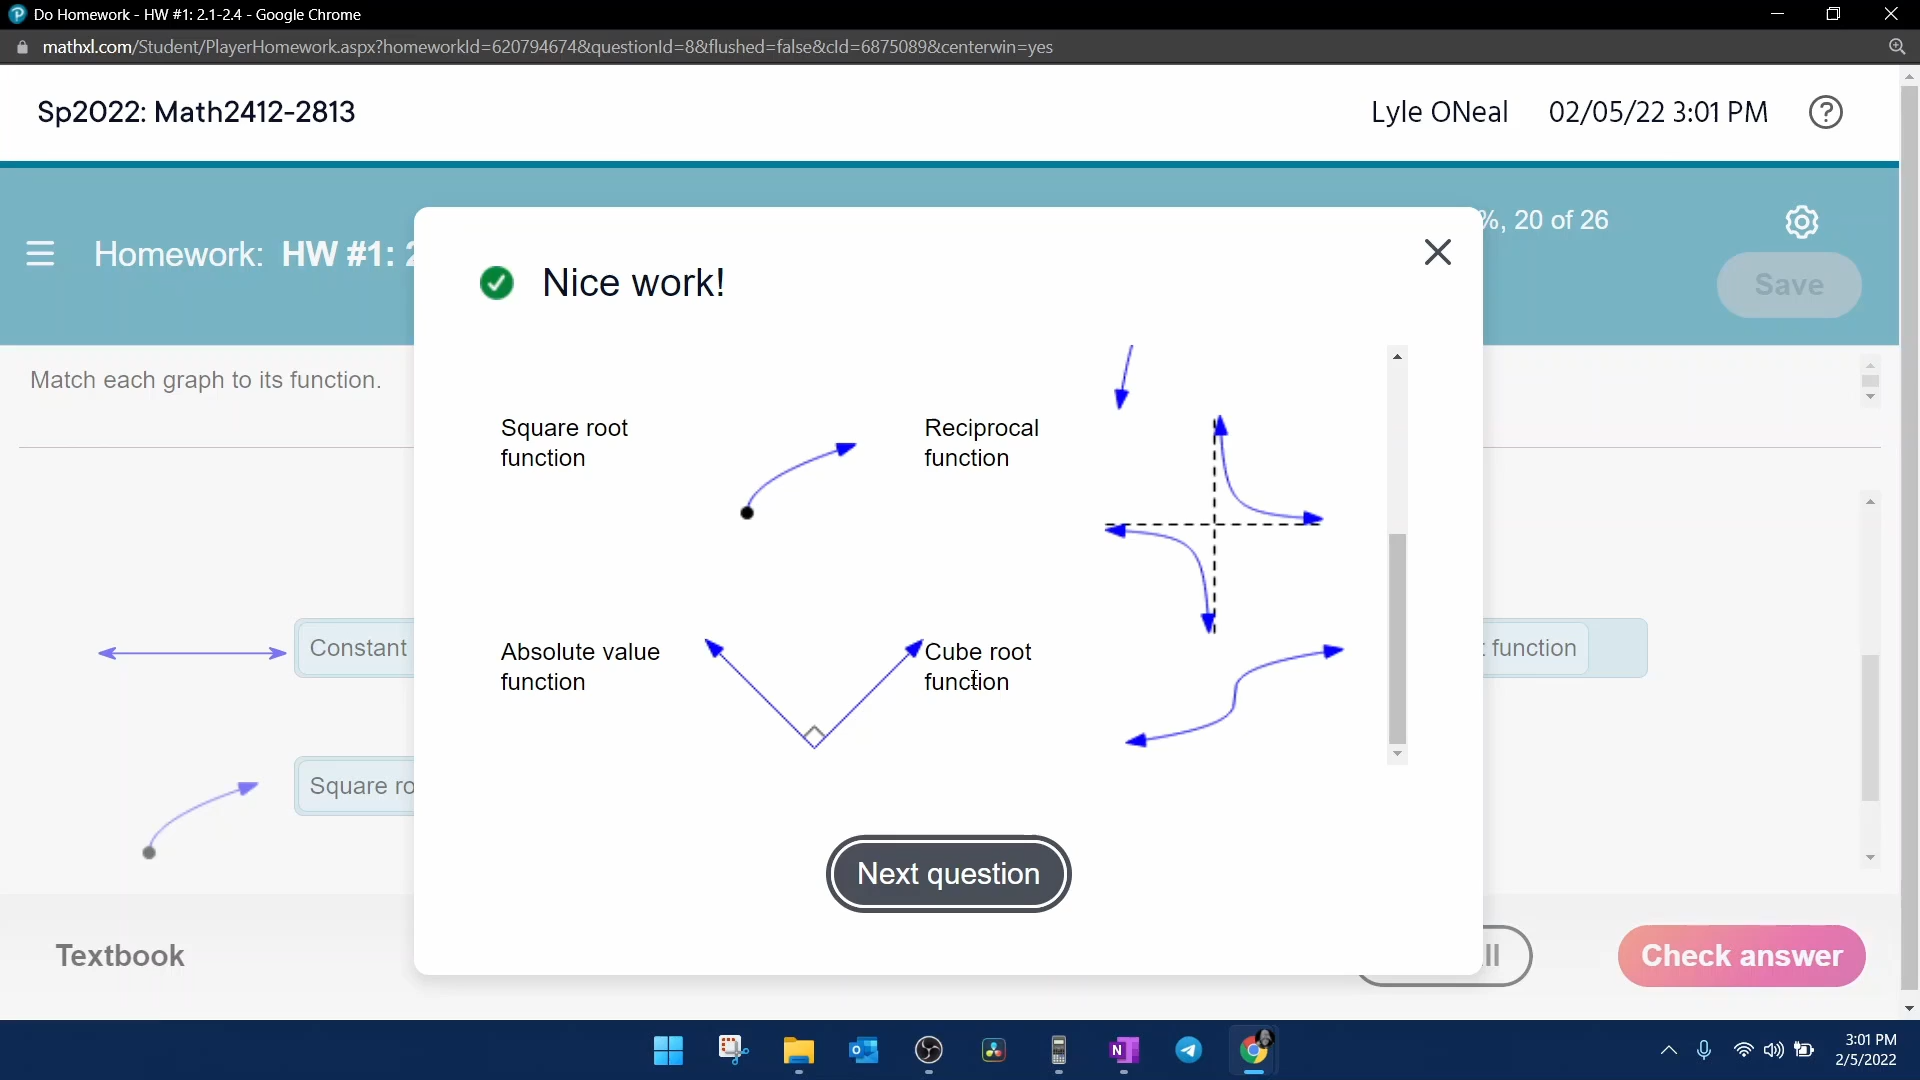 Do Homework - HW #1: 2.1-2.4 - Google Chrome
mathxl.com/Student/PlayerHomework.aspx?homeworkId=620794674&questionId=8&flushed=false&cId=6875089&centerwin=yes
Sp2022: Math2412-2813
Lyle ONeal
02/05/22 3:01 PM
?
Homework: HW #1: 2
%, 20 of 26
Save
Nice work!
Match each graph to its function.
Square root
function
Reciprocal
function
Absolute value
function
Cube root
function
Constant
function
Square ro
Next question
Textbook
ll
Check answer
3:01 PM
2/5/2022